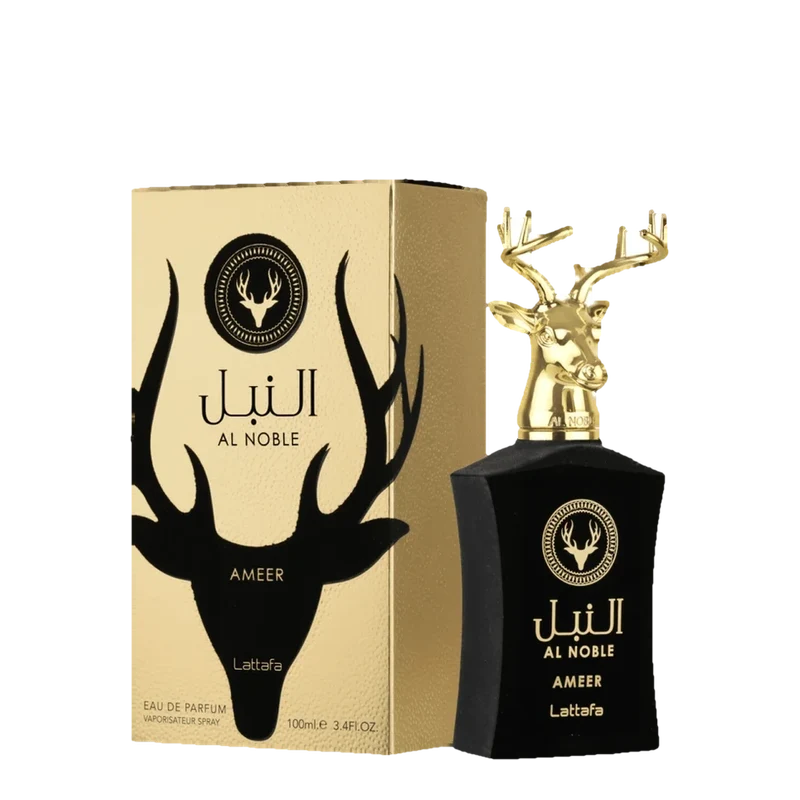 النبل
AL NOBLE
AMEER
Lattafa
EAU DE PARFUM
VAPORISATEUR SPRAY
100ml.e 3.4FL.OZ.
AL NOB
النبل
AL NOBLE
AMEER
Lattafa